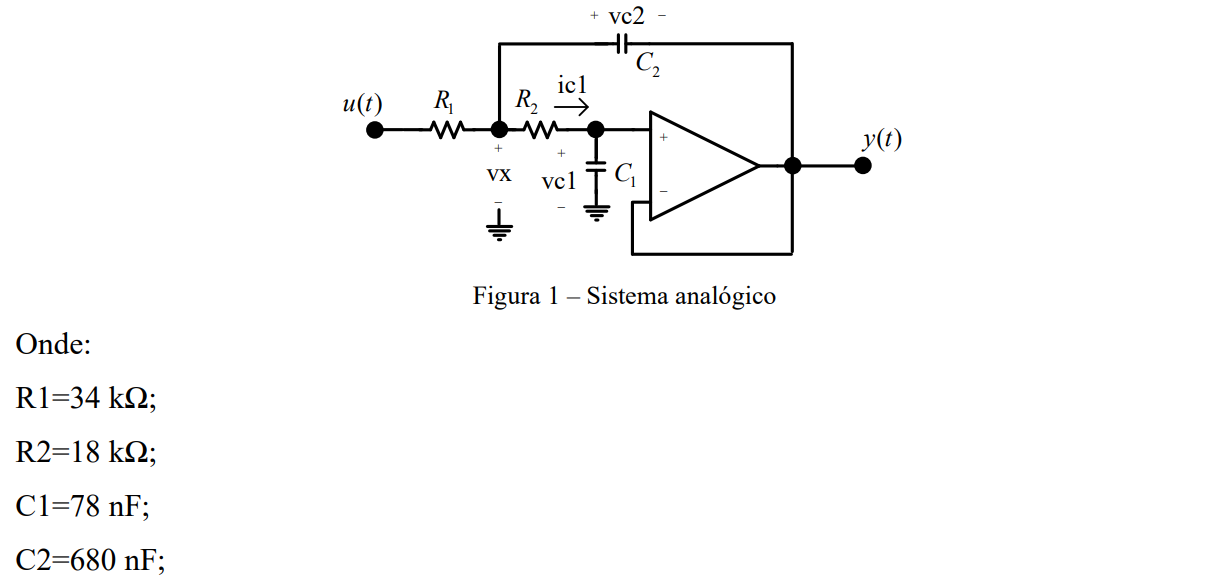 + vc2 −
C2
ic1
u(t) R1 R2
+ y(t)
+ +
vx vc1 C1
− − −
Figura 1 – Sistema analógico
Onde:
R1=34 kΩ;
R2=18 kΩ;
C1=78 nF;
C2=680 nF;